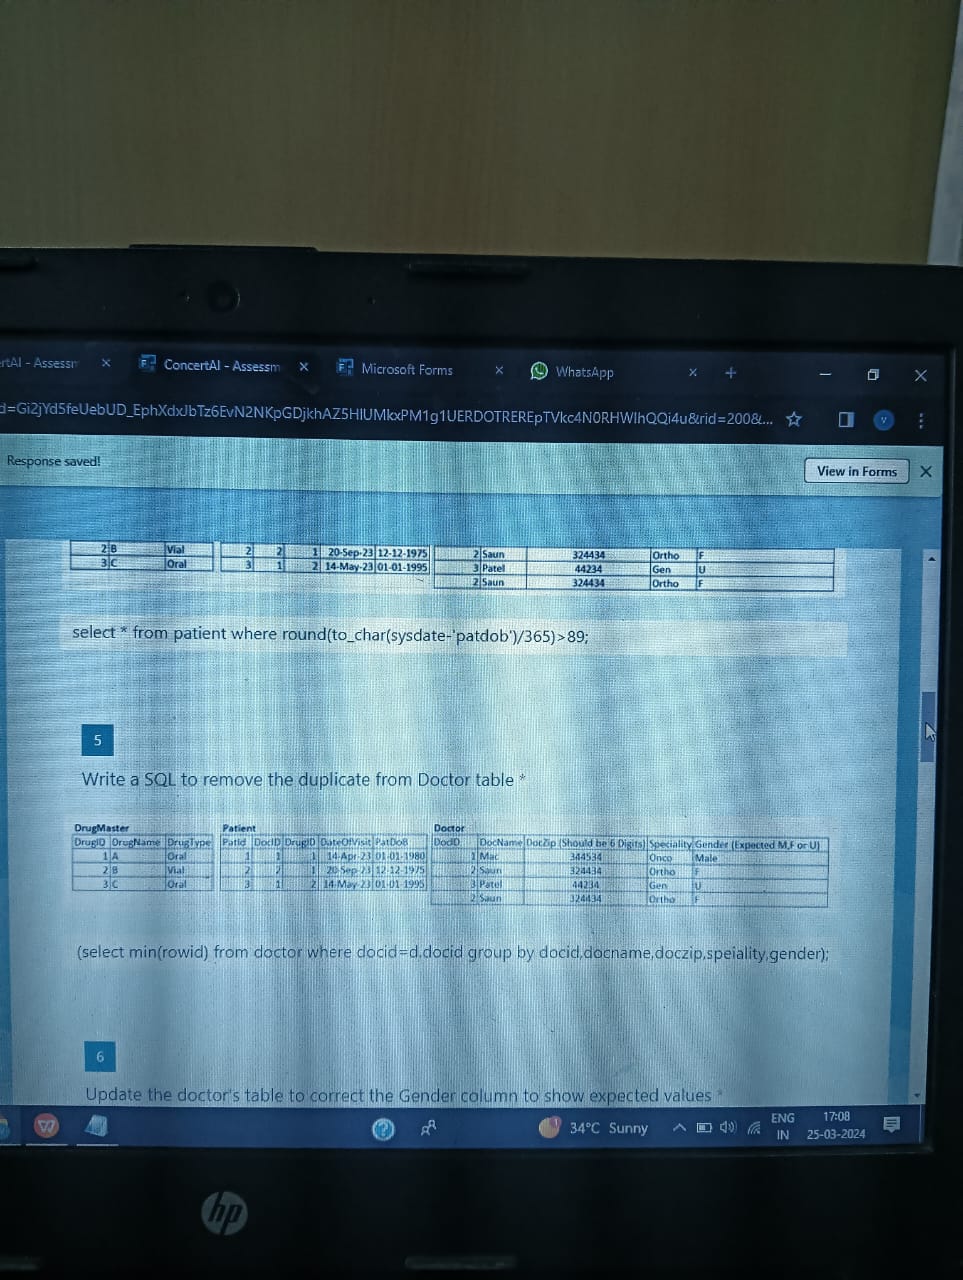 rtAI - Assessm × ConcertAI - Assessm × Microsoft Forms × WhatsApp × +
d=Gi2jYd5feUebUD_EphXdxJbTz6EvN2NKpGDjkhAZ5HlUMkxPM1g1UERDOTREREpTVkc4N0RHWlhQQi4u&rid=200&...
Response saved! View in Forms ×
2 B Vial 2 2 1 20-Sep-23 12-12-1975 2 Saun 324434 Ortho F
3 C Oral 3 1 2 14-May-23 01-01-1995 3 Patel 44234 Gen U
2 Saun 324434 Ortho F
select * from patient where round(to_char(sysdate-'patdob')/365)>89;
5
Write a SQL to remove the duplicate from Doctor table *
DrugMaster Patient Doctor
DrugID DrugName DrugType PatId DocID DrugID DateOfVisit PatDoB DocID DocName DocZip (Should be 6 Digits) Speciality Gender (Expected M,F or U)
1 A Oral 1 1 1 14-Apr-23 01-01-1980 1 Mac 344534 Onco Male
2 B Vial 2 2 1 20-Sep-23 12-12-1975 2 Saun 324434 Ortho F
3 C Oral 3 1 2 14-May-23 01-01-1995 3 Patel 44234 Gen U
2 Saun 324434 Ortho F
(select min(rowid) from doctor where docid=d.docid group by docid,docname,doczip,speiality,gender);
6
Update the doctor's table to correct the Gender column to show expected values *
34°C Sunny ENG IN 17:08 25-03-2024
hp